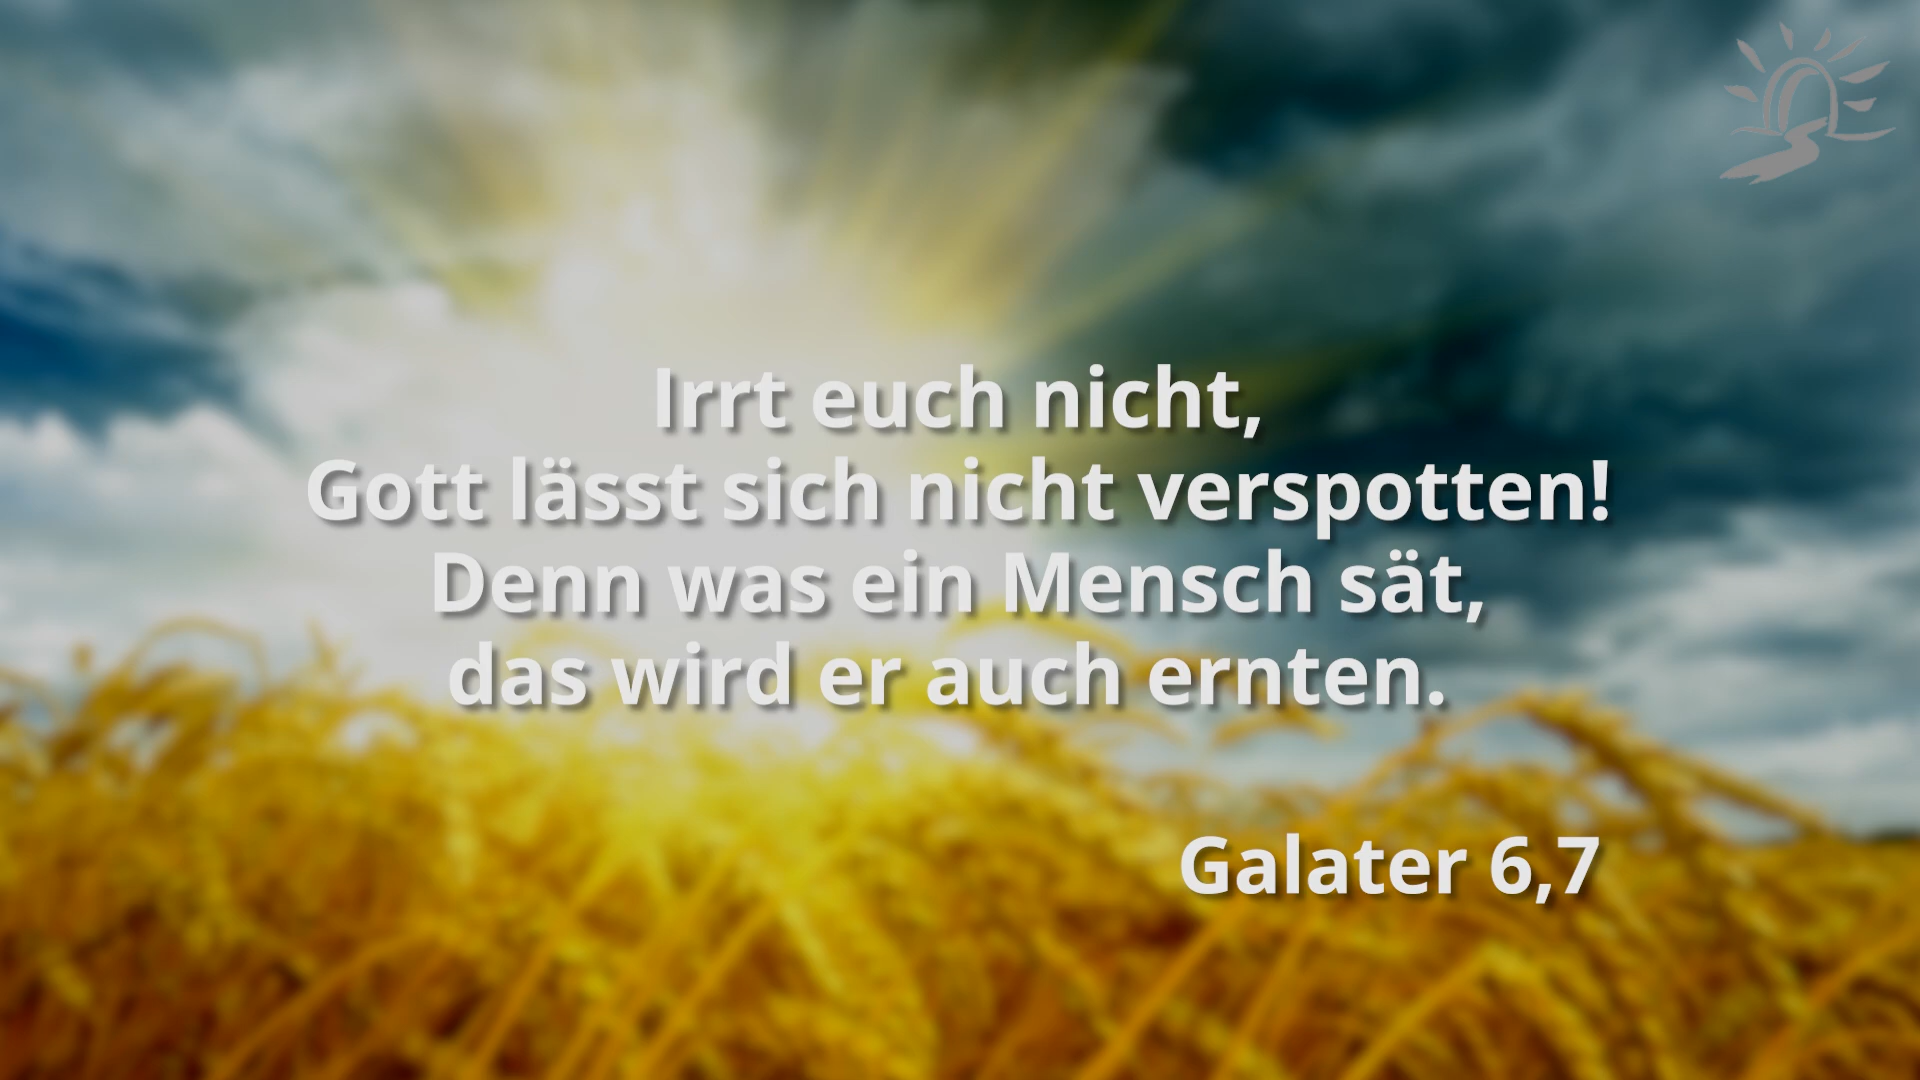 Irrt euch nicht,
Gott lässt sich nicht verspotten!
Denn was ein Mensch sät,
das wird er auch ernten.
Galater 6,7